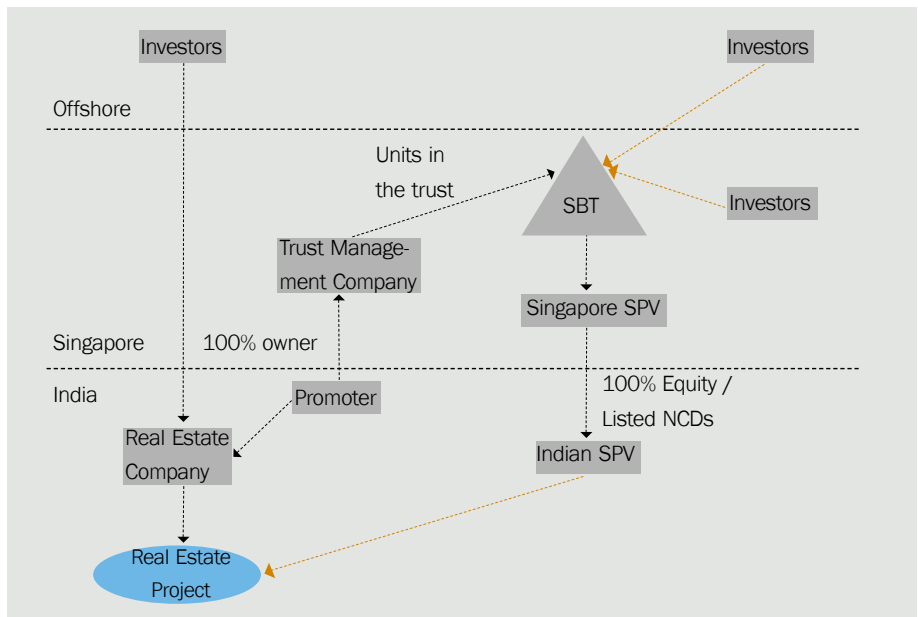 Investors
Investors
Offshore
Units in
the trust
SBT
Investors
Trust Manage-
ment Company
Singapore SPV
Singapore
100% owner
India
Promoter
100% Equity /
Listed NCDs
Real Estate
Company
Indian SPV
Real Estate
Project